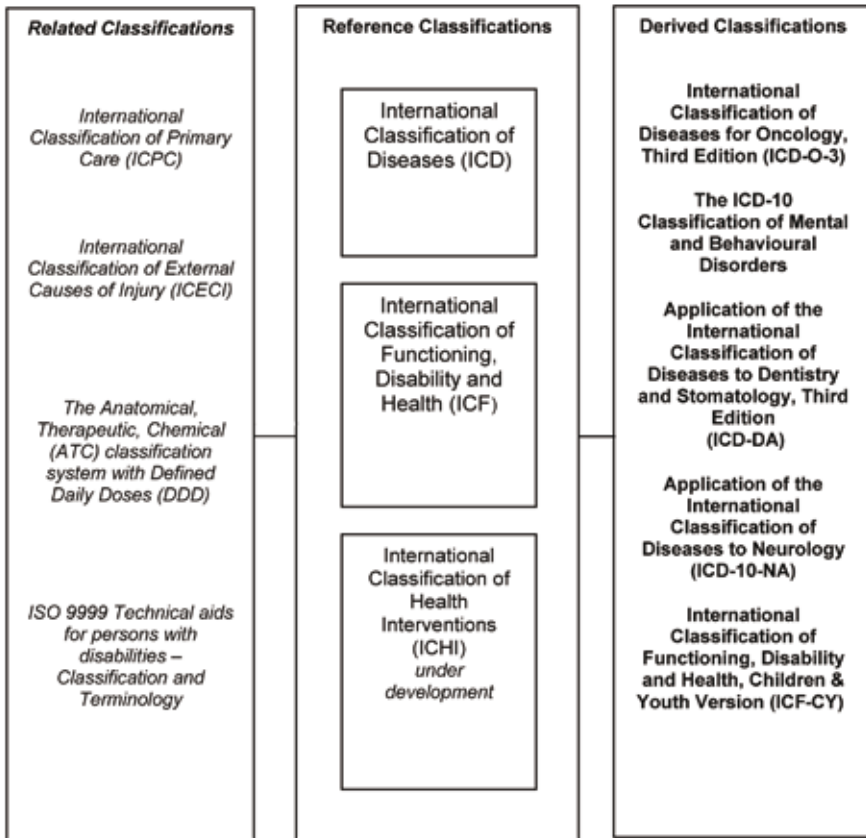 Related Classifications
International
Classification of Primary
Care (ICPC)
International
Classification of External
Causes of Injury (ICECI)
The Anatomical,
Therapeutic, Chemical
(ATC) classification
system with Defined
Daily Doses (DDD)
ISO 9999 Technical aids
for persons with
disabilities –
Classification and
Terminology
Reference Classifications
International
Classification of
Diseases (ICD)
International
Classification of
Functioning,
Disability and
Health (ICF)
International
Classification of
Health
Interventions
(ICHI)
under
development
Derived Classifications
International
Classification of
Diseases for Oncology,
Third Edition (ICD-O-3)
The ICD-10
Classification of Mental
and Behavioural
Disorders
Application of the
International
Classification of
Diseases to Dentistry
and Stomatology, Third
Edition
(ICD-DA)
Application of the
International
Classification of
Diseases to Neurology
(ICD-10-NA)
International
Classification of
Functioning, Disability
and Health, Children &
Youth Version (ICF-CY)